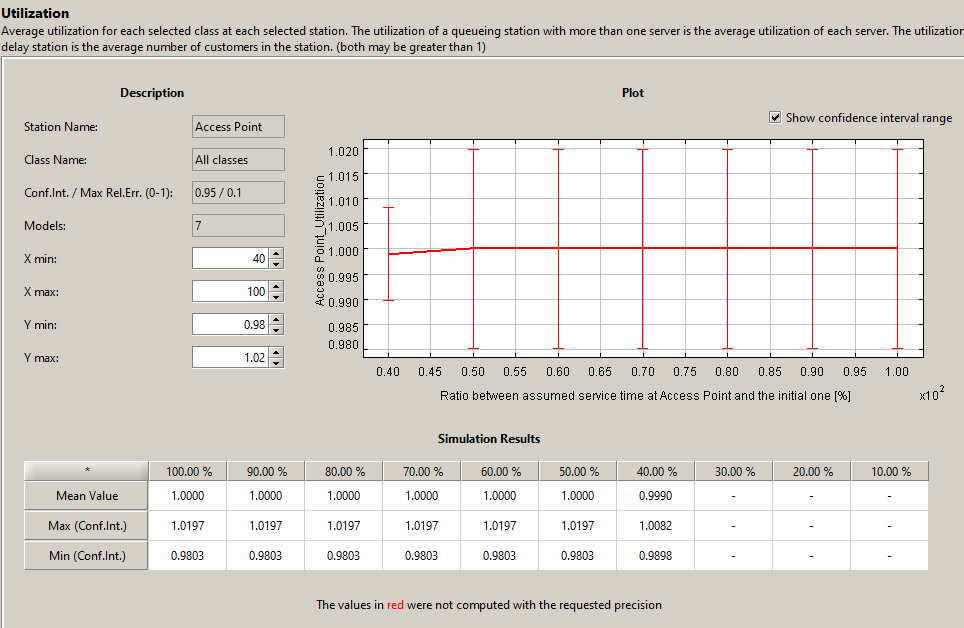 Utilization
Average utilization for each selected class at each selected station. The utilization of a queueing station with more than one server is the average utilization of each server. The utilization
delay station is the average number of customers in the station. (both may be greater than 1)
Description
Station Name: Access Point
Class Name: All classes
Conf.Int. / Max Rel.Err. (0-1): 0.95 / 0.1
Models: 7
X min: 40
X max: 100
Y min: 0.98
Y max: 1.02
Plot
Show confidence interval range
Access Point_Utilization
1.020
1.015
1.010
1.005
1.000
0.995
0.990
0.985
0.980
0.40 0.45 0.50 0.55 0.60 0.65 0.70 0.75 0.80 0.85 0.90 0.95 1.00
Ratio between assumed service time at Access Point and the initial one [%] x10²
Simulation Results
* 100.00 % 90.00 % 80.00 % 70.00 % 60.00 % 50.00 % 40.00 % 30.00 % 20.00 % 10.00 %
Mean Value 1.0000 1.0000 1.0000 1.0000 1.0000 1.0000 0.9990 - - -
Max (Conf.Int.) 1.0197 1.0197 1.0197 1.0197 1.0197 1.0197 1.0082 - - -
Min (Conf.Int.) 0.9803 0.9803 0.9803 0.9803 0.9803 0.9803 0.9898 - - -
The values in red were not computed with the requested precision